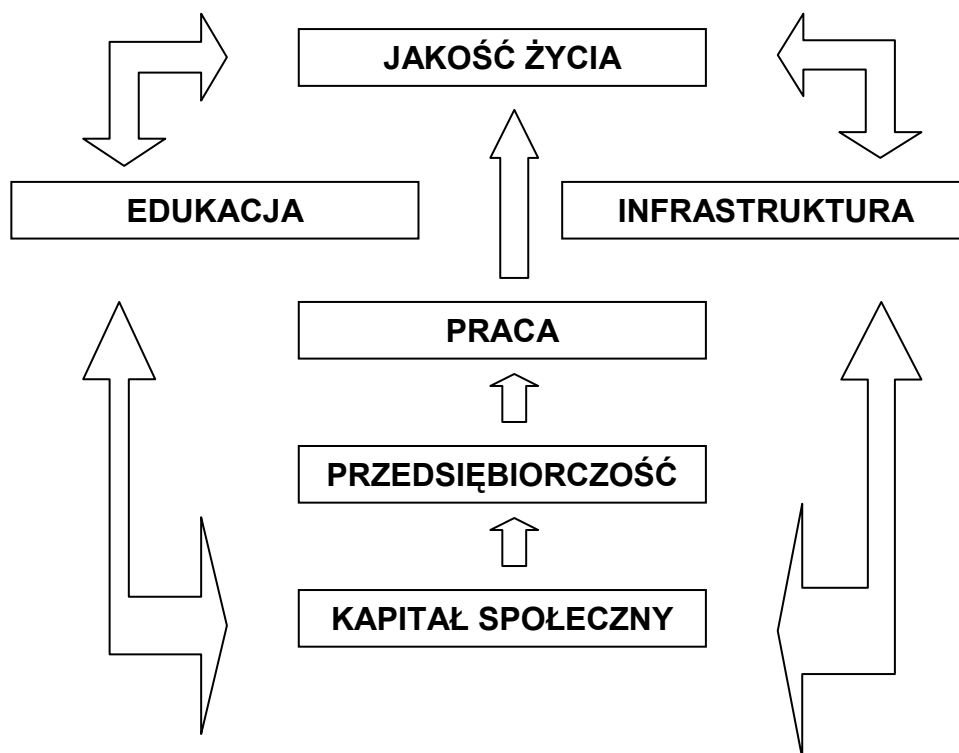 JAKOŚĆ ŻYCIA
EDUKACJA
INFRASTRUKTURA
PRACA
PRZEDSIĘBIORCZOŚĆ
KAPITAŁ SPOŁECZNY